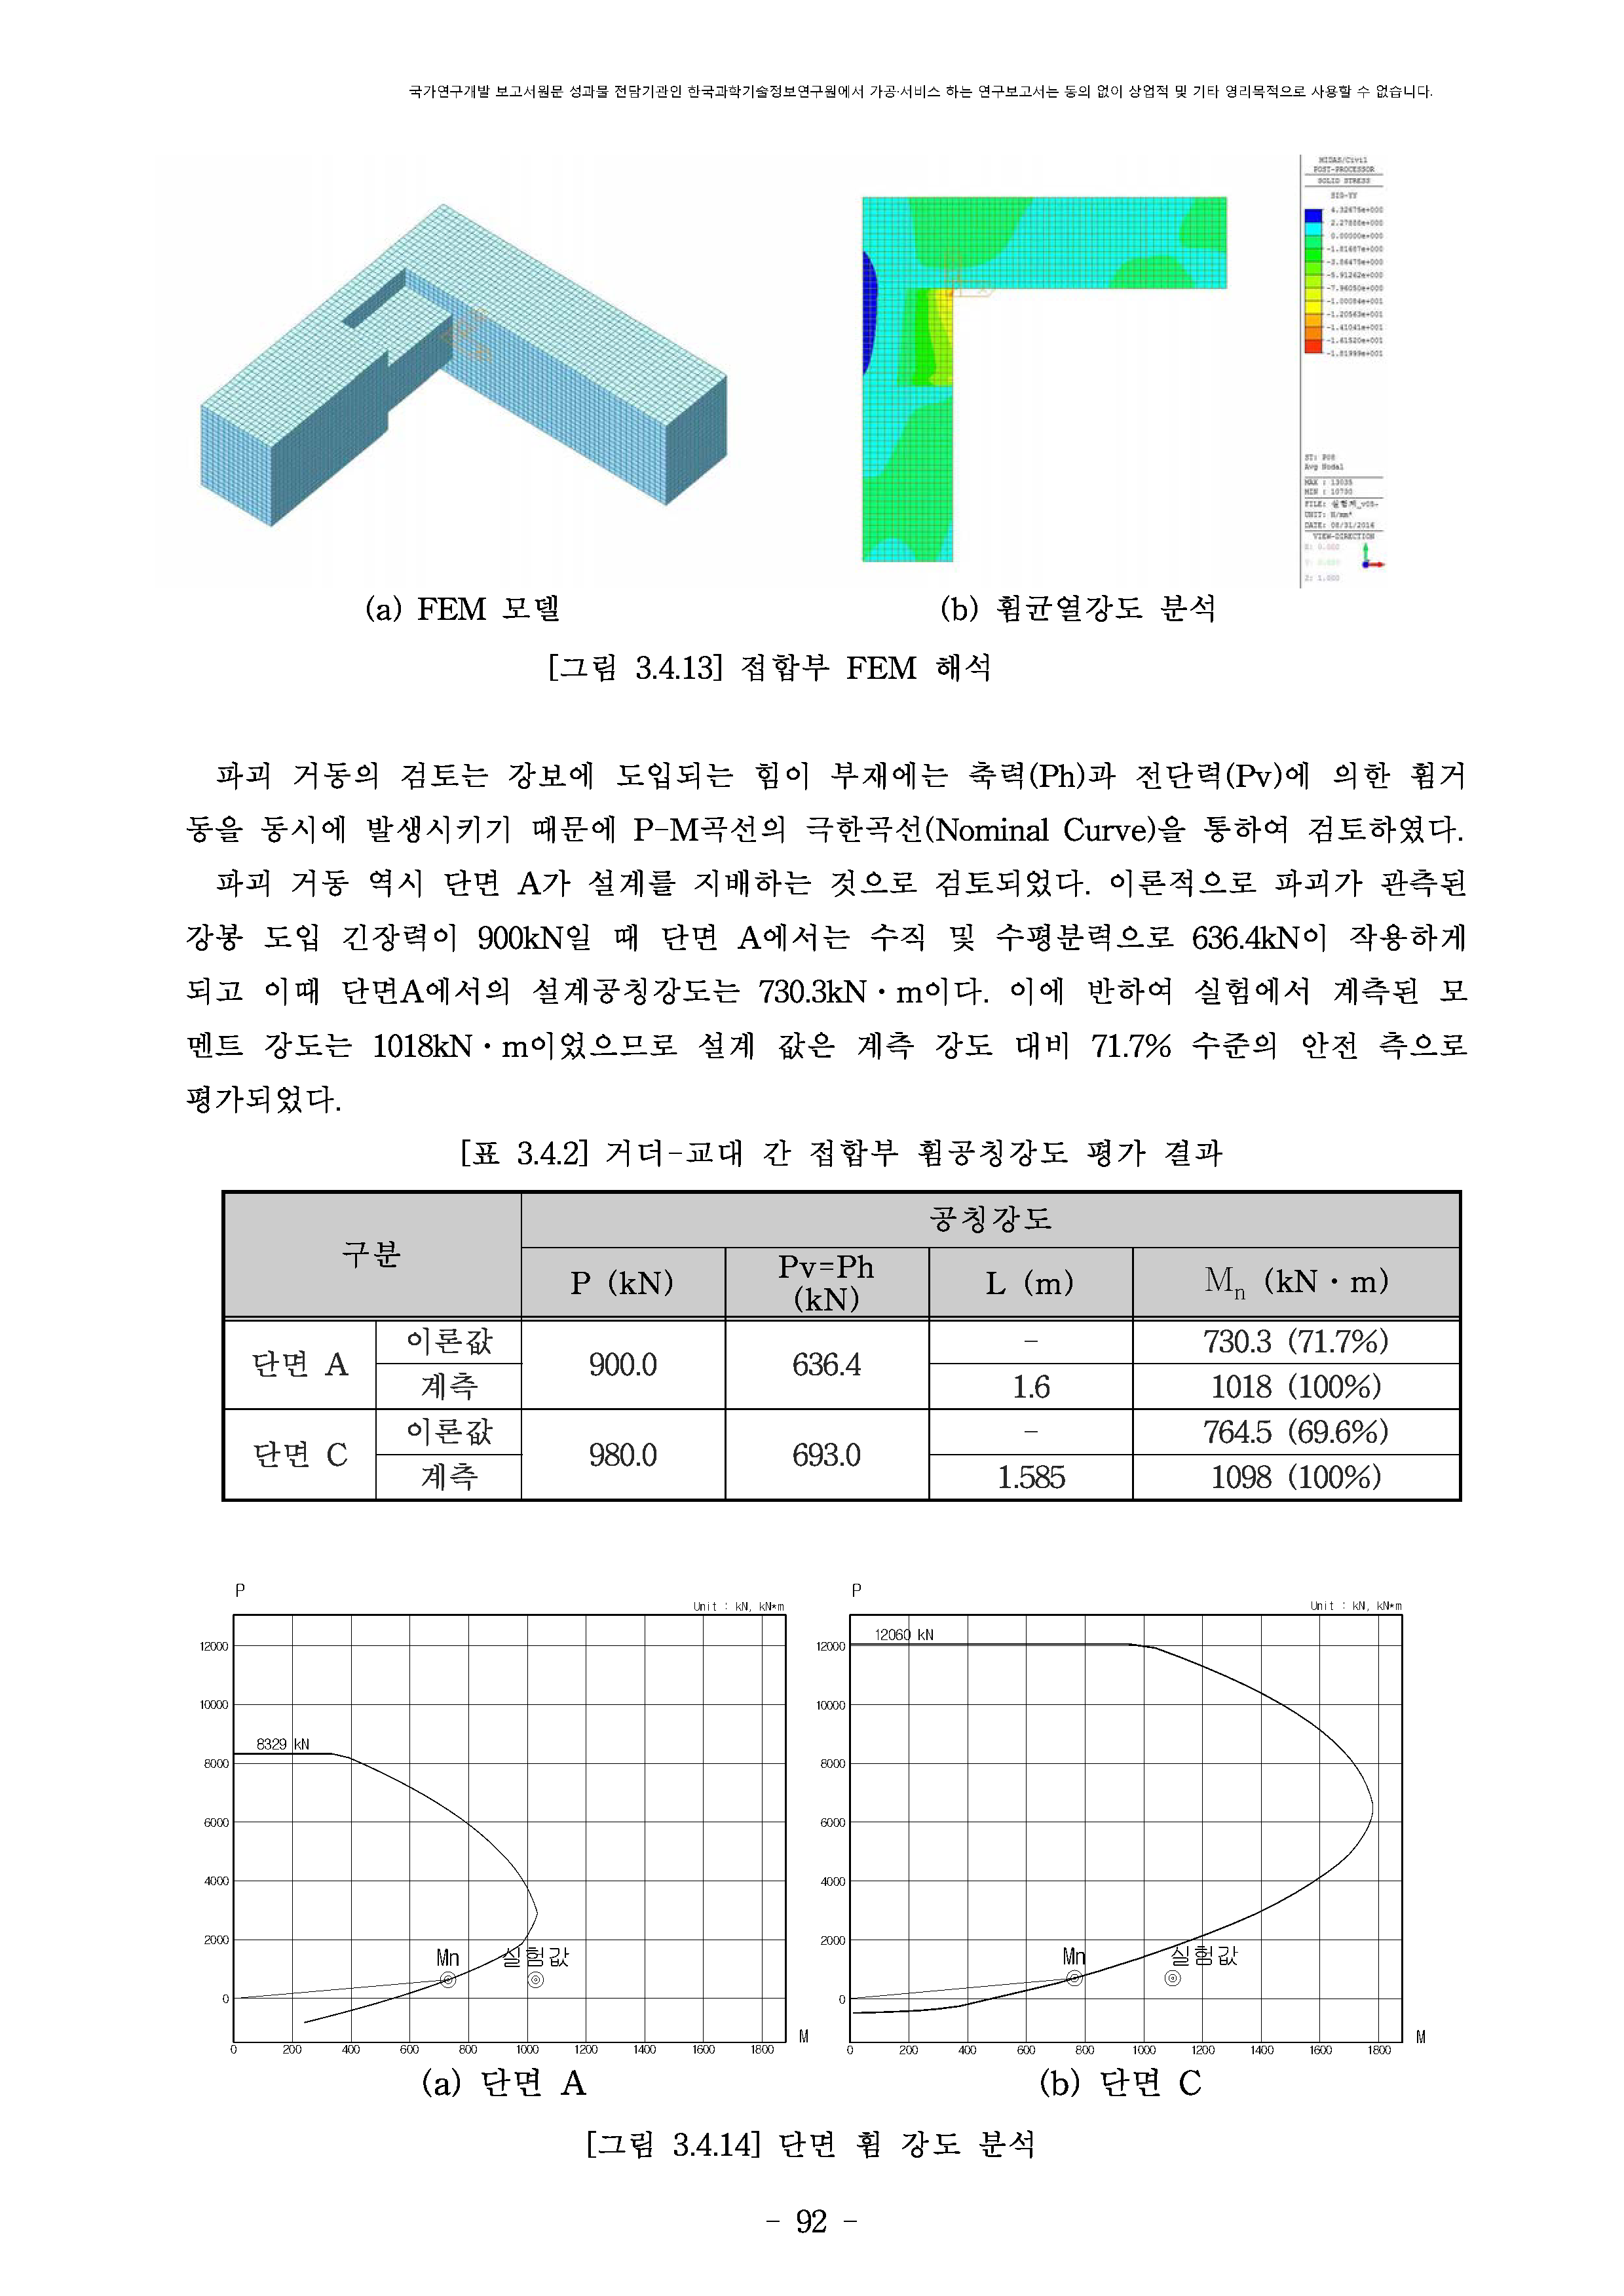 국가연구개발 보고서원문 성과물 전담기관인 한국과학기술정보연구원에서 가공·서비스 하는 연구보고서는 동의 없이 상업적 및 기타 영리목적으로 사용할 수 없습니다.
MIDAS/Civil
POST-PROCESSOR
SOLID STRESS
SIG-YY
4.32675e+000
0.00000e+000
-1.81687e+000
-3.86475e+000
-5.91262e+000
-7.96050e+000
-1.00084e+001
-1.20563e+001
-1.41041e+001
-1.61520e+001
-1.81999e+001
ST: P08
Avg Nodal
MAX : 13035
MIN : 10730
FILE: 실험체_v05~
UNIT: N/mm²
DATE: 08/31/2016
VIEW-DIRECTION
X: 0.000
Y: 0.000
Z: 1.000
(a) FEM 모델
(b) 휨균열강도 분석
[그림 3.4.13] 접합부 FEM 해석
파괴 거동의 검토는 강보에 도입되는 힘이 부재에는 축력(Ph)과 전단력(Pv)에 의한 휨거
동을 동시에 발생시키기 때문에 P-M곡선의 극한곡선(Nominal Curve)을 통하여 검토하였다.
파괴 거동 역시 단면 A가 설계를 지배하는 것으로 검토되었다. 이론적으로 파괴가 관측된
강봉 도입 긴장력이 900kN일 때 단면 A에서는 수직 및 수평분력으로 636.4kN이 작용하게
되고 이때 단면A에서의 설계공칭강도는 730.3kN·m이다. 이에 반하여 실험에서 계측된 모
멘트 강도는 1018kN·m이었으므로 설계 값은 계측 강도 대비 71.7% 수준의 안전 측으로
평가되었다.
[표 3.4.2] 거더-교대 간 접합부 휨공칭강도 평가 결과
구분 공칭강도
P (kN) Pv=Ph (kN) L (m) Mn (kN·m)
단면 A 이론값 900.0 636.4 - 730.3 (71.7%)
계측 1.6 1018 (100%)
단면 C 이론값 980.0 693.0 - 764.5 (69.6%)
계측 1.585 1098 (100%)
P
Unit : kN, kN*m
12000
10000
8329 kN
8000
6000
4000
2000
Mn 실험값
0
M
0 200 400 600 800 1000 1200 1400 1600 1800
(a) 단면 A
P
Unit : kN, kN*m
12060 kN
12000
10000
8000
6000
4000
2000
Mn 실험값
0
M
0 200 400 600 800 1000 1200 1400 1600 1800
(b) 단면 C
[그림 3.4.14] 단면 휨 강도 분석
- 92 -